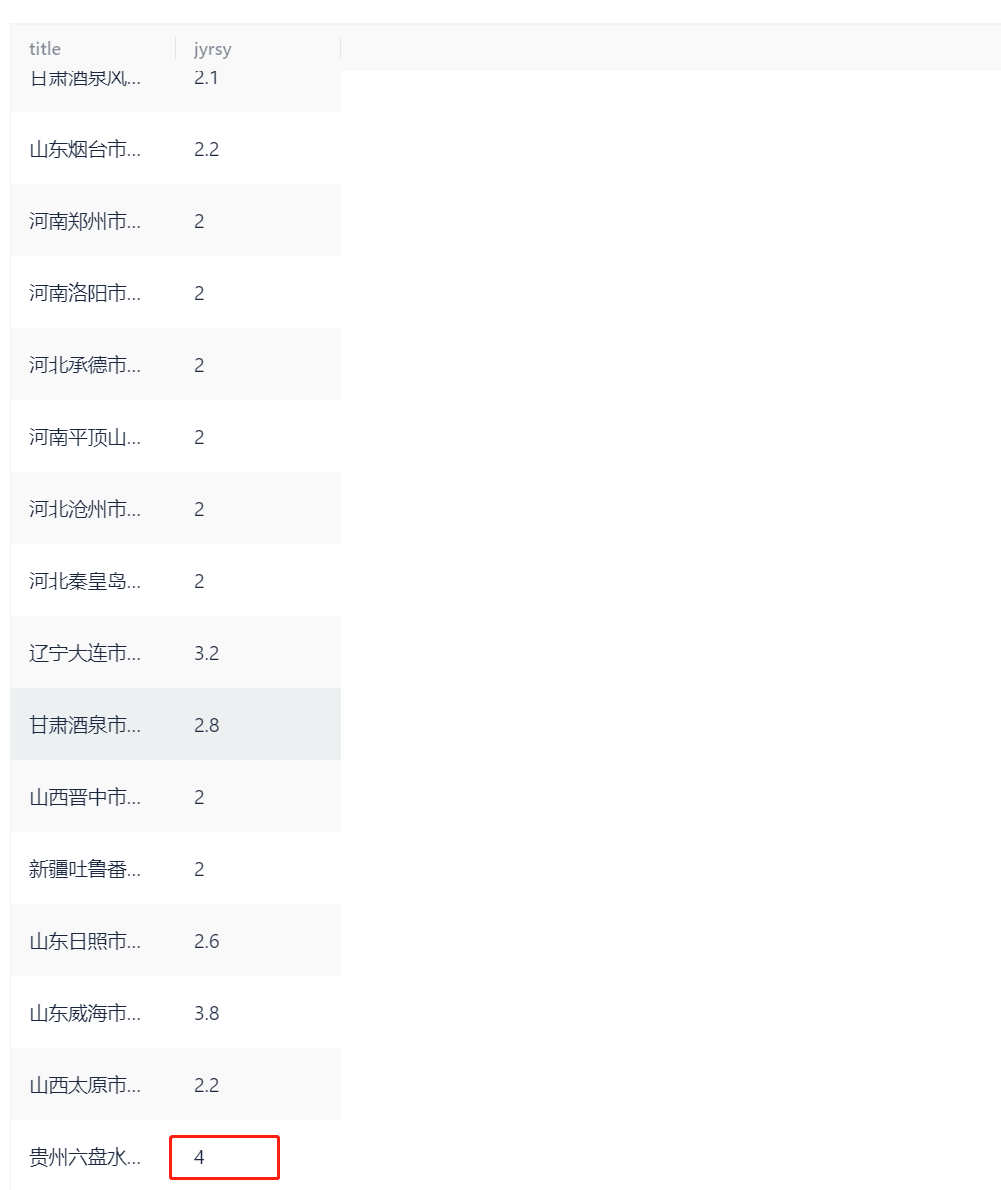 title jyrsy
甘肃酒泉风... 2.1
山东烟台市... 2.2
河南郑州市... 2
河南洛阳市... 2
河北承德市... 2
河南平顶山... 2
河北沧州市... 2
河北秦皇岛... 2
辽宁大连市... 3.2
甘肃酒泉市... 2.8
山西晋中市... 2
新疆吐鲁番... 2
山东日照市... 2.6
山东威海市... 3.8
山西太原市... 2.2
贵州六盘水... 4